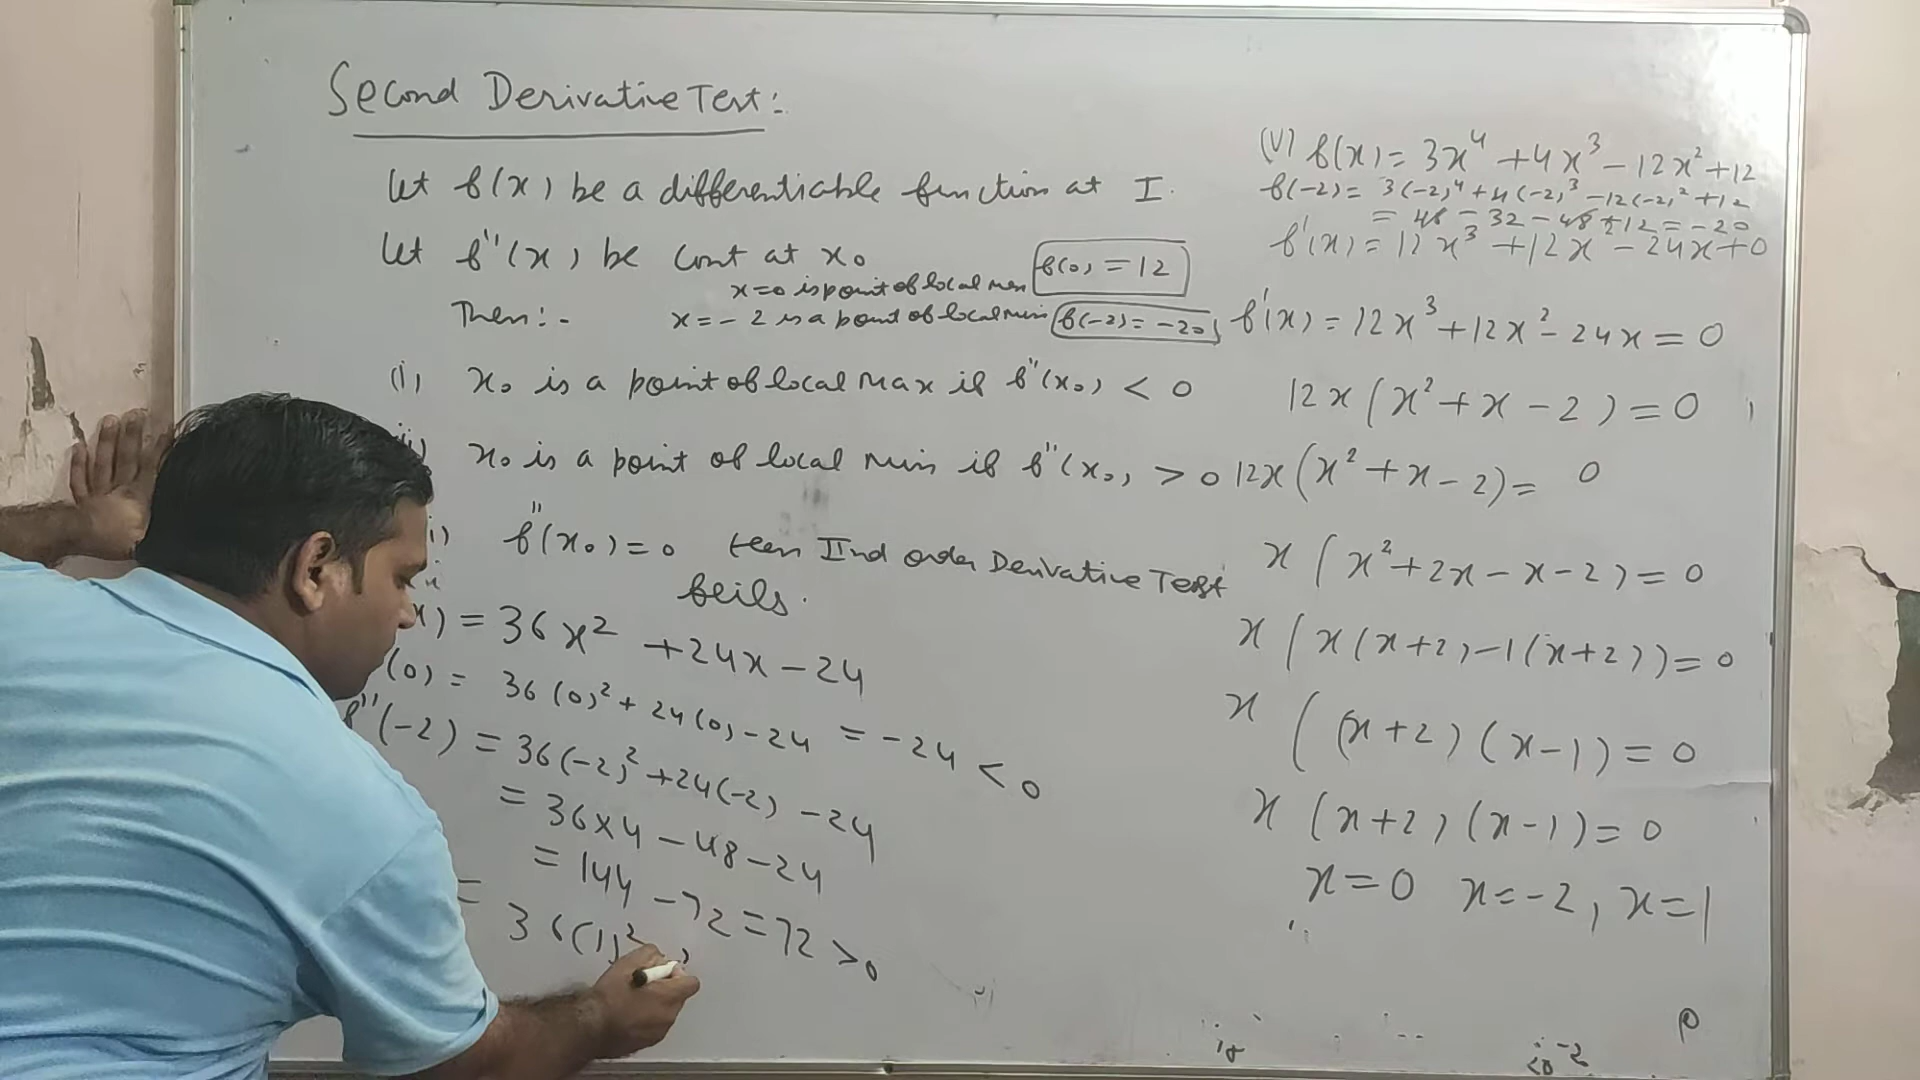 Second Derivative Test:
Let f(x) be a differentiable function at I.
Let f''(x) be Cont at x₀
x=0 is point of local max f(0) = 12
Then:- x=-2 is a point of local min f(-2) = -20
(i) x₀ is a point of local Max if f''(x₀) < 0
x₀ is a point of local Min if f''(x₀) > 0
f''(x₀) = 0 then IInd order Derivative Test
feils.
x) = 36x² + 24x - 24
(0) = 36(0)² + 24(0) - 24 = -24 < 0
f''(-2) = 36(-2)² + 24(-2) - 24
= 36×4 - 48 - 24
= 144 - 72 = 72 > 0
= 36(1)²
(V) f(x) = 3x⁴ + 4x³ - 12x² + 12
f(-2) = 3(-2)⁴ + 4(-2)³ - 12(-2)² + 12
= 48 - 32 - 48 + 12 = -20
f'(x) = 12x³ + 12x² - 24x + 0
f'(x) = 12x³ + 12x² - 24x = 0
12x(x² + x - 2) = 0
12x(x² + x - 2) = 0
x(x² + 2x - x - 2) = 0
x(x(x+2) - 1(x+2)) = 0
x((x+2)(x-1) = 0
x(x+2)(x-1) = 0
x=0 x=-2, x=1